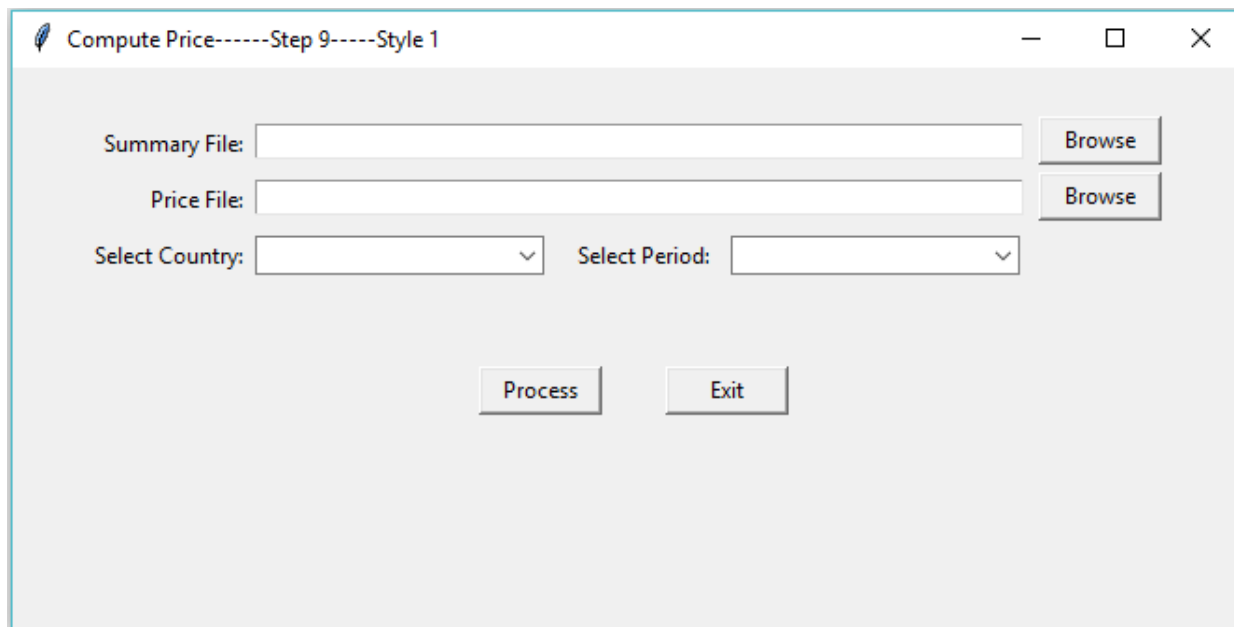 Compute Price------Step 9-----Style 1
Summary File: Browse
Price File: Browse
Select Country: Select Period:
Process Exit